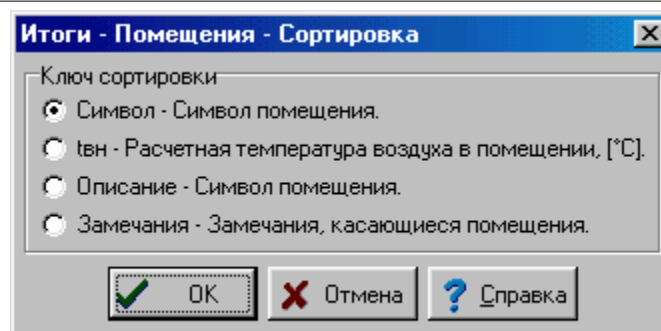 Итоги - Помещения - Сортировка
Ключ сортировки
Символ - Символ помещения.
tвн - Расчетная температура воздуха в помещении, [°C].
Описание - Символ помещения.
Замечания - Замечания, касающиеся помещения.
OK Отмена Справка